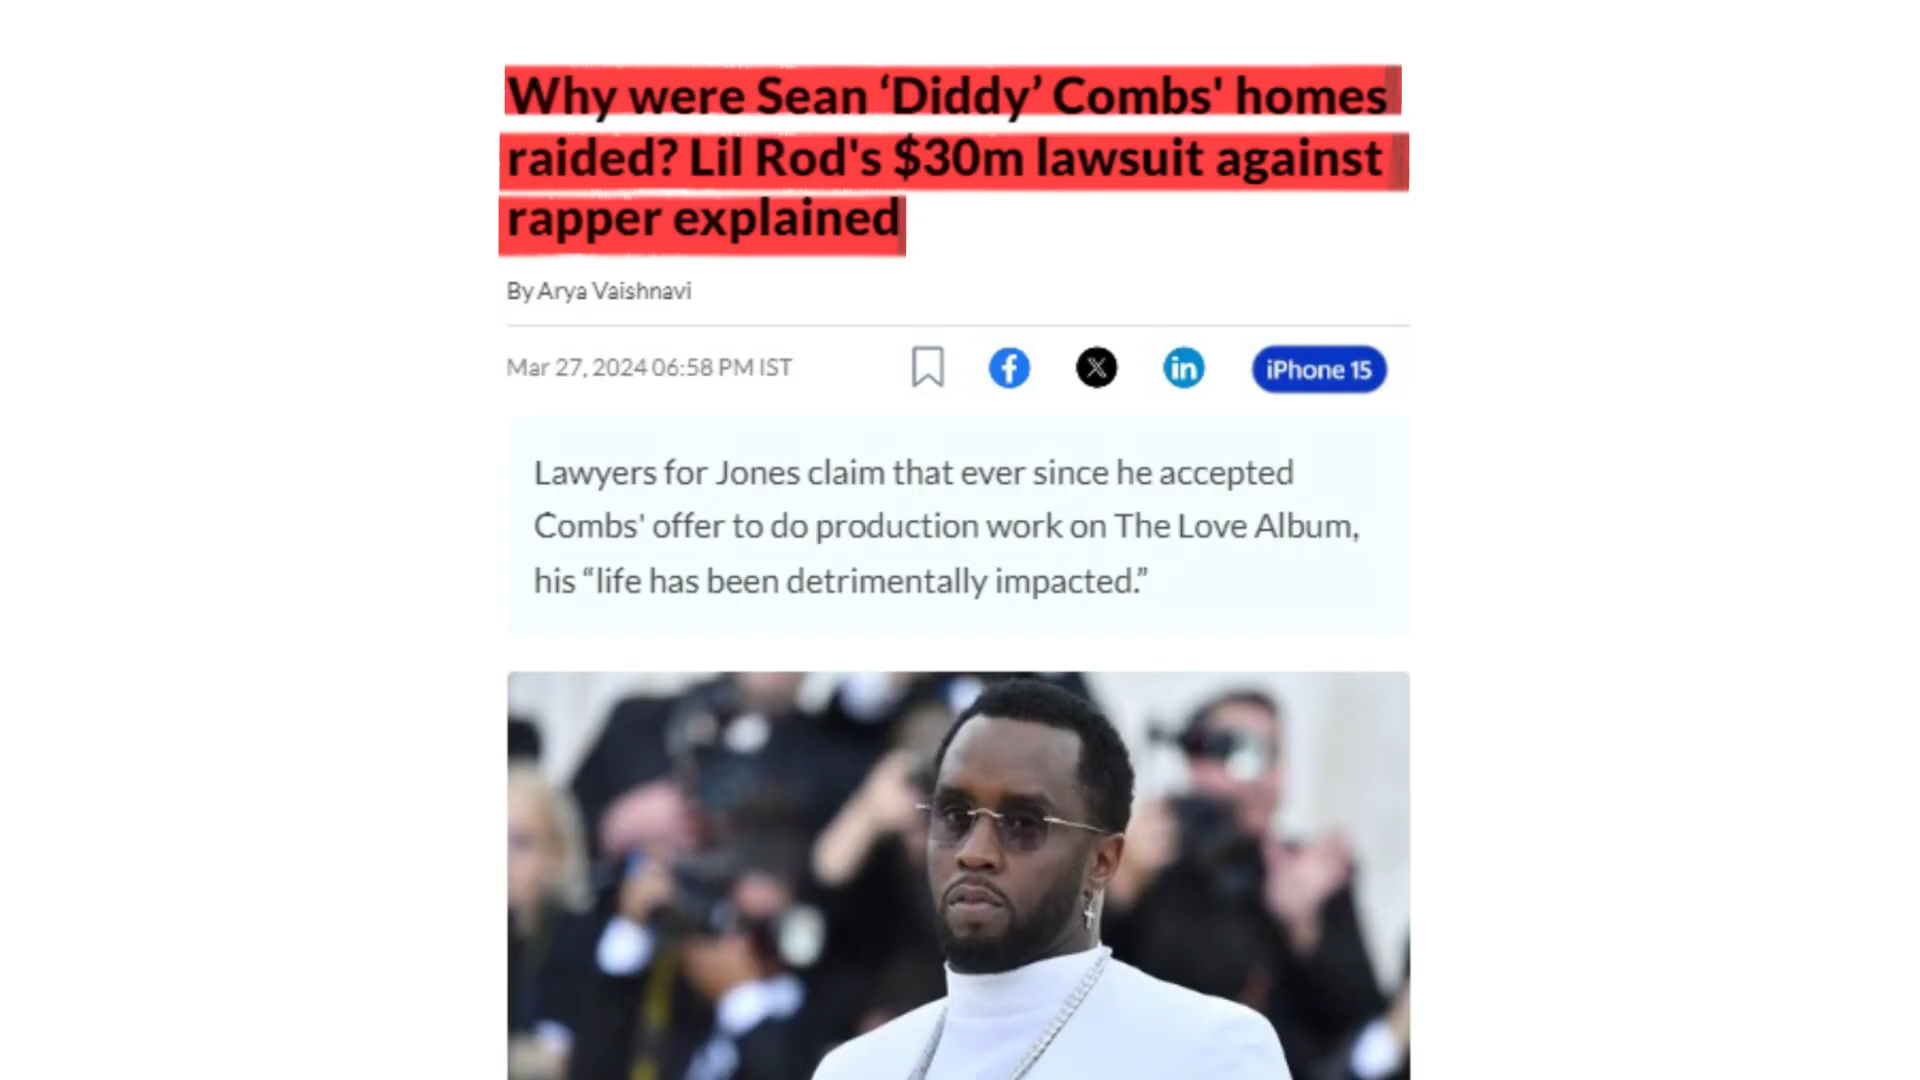 Why were Sean ‘Diddy’ Combs' homes
raided? Lil Rod's $30m lawsuit against
rapper explained
By Arya Vaishnavi
Mar 27, 2024 06:58 PM IST
iPhone 15
Lawyers for Jones claim that ever since he accepted
Combs' offer to do production work on The Love Album,
his “life has been detrimentally impacted.”